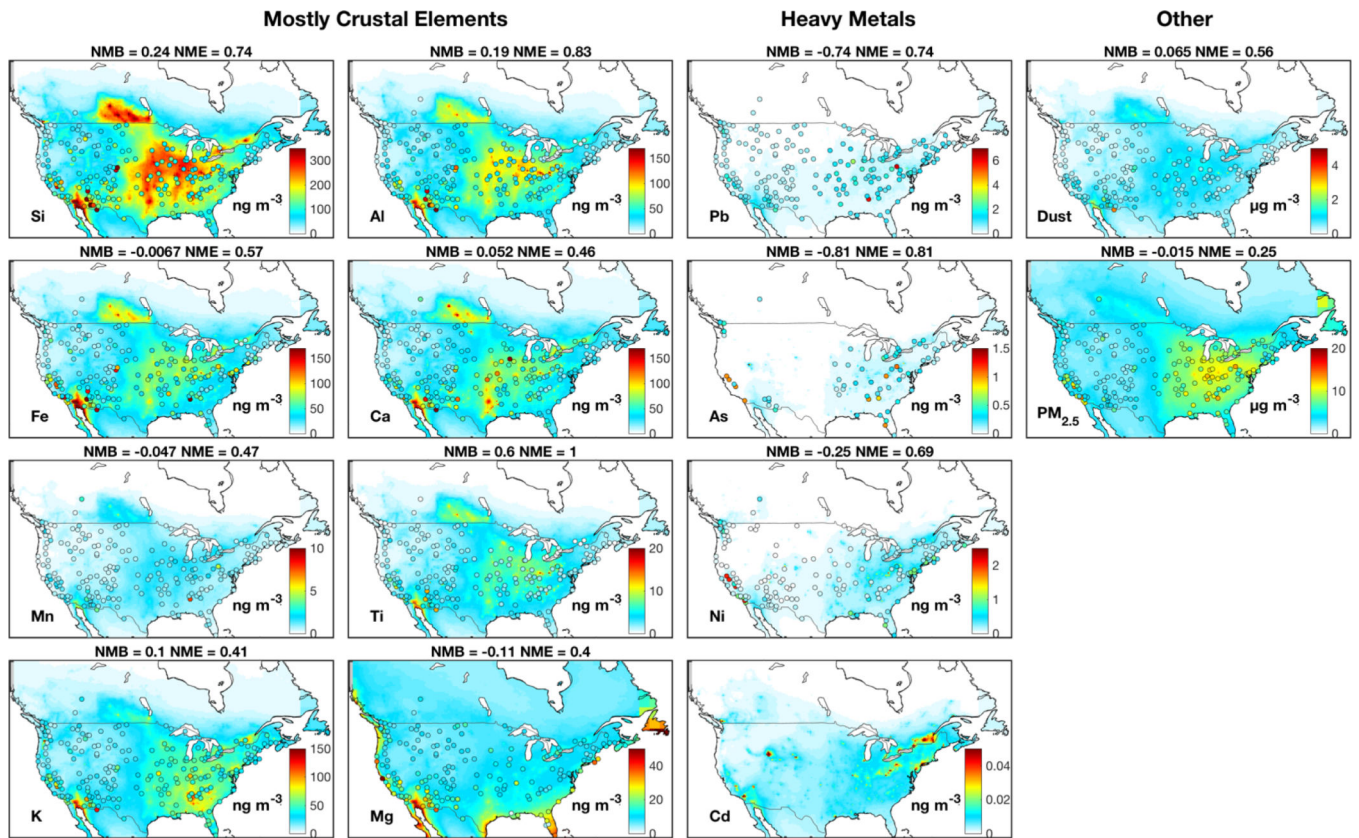 Mostly Crustal Elements
Heavy Metals
Other
NMB = 0.24 NME = 0.74
300
200
100
0
Si
ng m-3
NMB = 0.19 NME = 0.83
150
100
50
0
Al
ng m-3
NMB = -0.74 NME = 0.74
6
4
2
0
Pb
ng m-3
NMB = 0.065 NME = 0.56
4
2
0
Dust
µg m-3
NMB = -0.0067 NME = 0.57
150
100
50
0
Fe
ng m-3
NMB = 0.052 NME = 0.46
150
100
50
0
Ca
ng m-3
NMB = -0.81 NME = 0.81
1.5
1
0.5
0
As
ng m-3
NMB = -0.015 NME = 0.25
20
10
0
PM2.5
µg m-3
NMB = -0.047 NME = 0.47
10
5
0
Mn
ng m-3
NMB = 0.6 NME = 1
20
10
0
Ti
ng m-3
NMB = -0.25 NME = 0.69
2
1
0
Ni
ng m-3
NMB = 0.1 NME = 0.41
150
100
50
0
K
ng m-3
NMB = -0.11 NME = 0.4
40
20
0
Mg
ng m-3
0.04
0.02
0
Cd
ng m-3